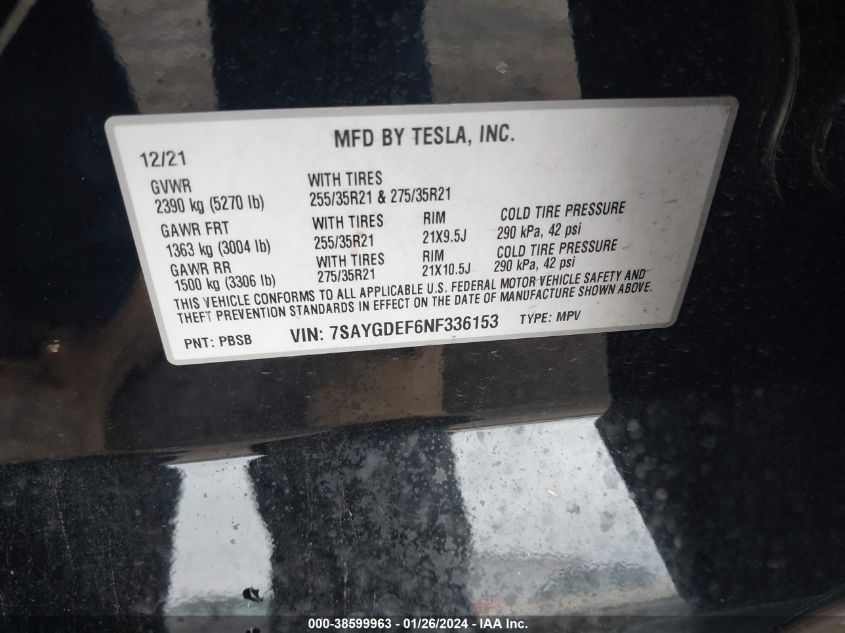 MFD BY TESLA, INC.
12/21
GVWR WITH TIRES
2390 kg (5270 lb) 255/35R21 & 275/35R21
GAWR FRT WITH TIRES RIM COLD TIRE PRESSURE
1363 kg (3004 lb) 255/35R21 21X9.5J 290 kPa, 42 psi
GAWR RR WITH TIRES RIM COLD TIRE PRESSURE
1500 kg (3306 lb) 275/35R21 21X10.5J 290 kPa, 42 psi
THIS VEHICLE CONFORMS TO ALL APPLICABLE U.S. FEDERAL MOTOR VEHICLE SAFETY AND
THEFT PREVENTION STANDARDS IN EFFECT ON THE DATE OF MANUFACTURE SHOWN ABOVE.
PNT: PBSB VIN: 7SAYGDEF6NF336153 TYPE: MPV
000-38599963 - 01/26/2024 - IAA Inc.